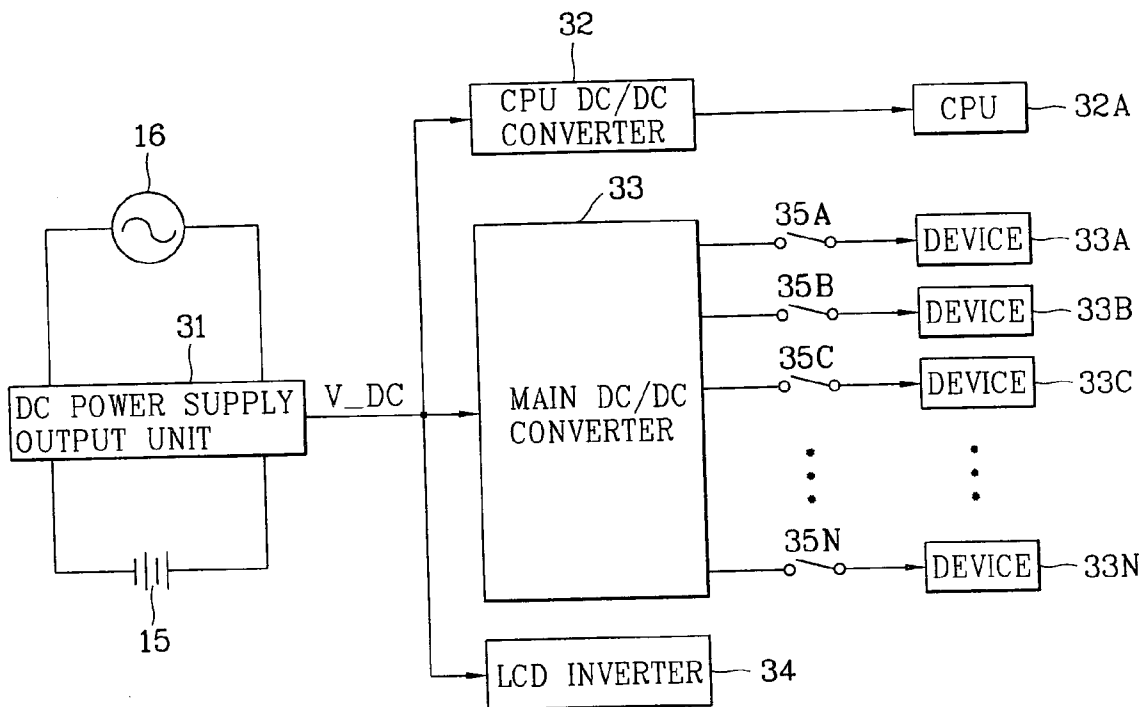 32
CPU DC/DC
CONVERTER
CPU
32A
16
33
35A
DEVICE
33A
35B
DEVICE
33B
31
35C
DEVICE
33C
DC POWER SUPPLY
OUTPUT UNIT
V_DC
MAIN DC/DC
CONVERTER
35N
DEVICE
33N
15
LCD INVERTER
34